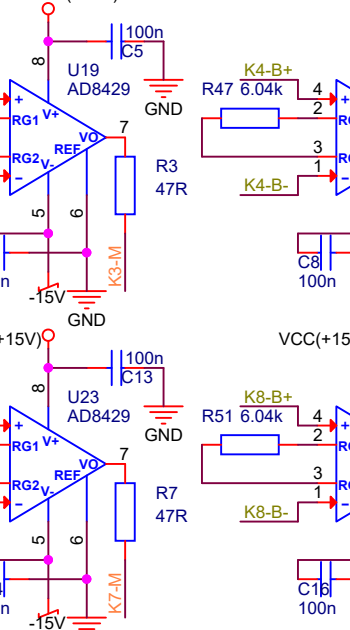 100n
C5
8
U19
AD8429
GND
+
V+
RG1
7
VO
REF
RG2
V-
-
R3
47R
5
6
K3-M
n
-15V
GND
K4-B+
R47 6.04k
4
+
2
RG
3
1
-
K4-B-
C8
100n
+15V)
VCC(+15
100n
C13
8
U23
AD8429
GND
+
V+
RG1
7
VO
REF
RG2
V-
-
R7
47R
5
6
K7-M
n
-15V
K8-B+
R51 6.04k
4
+
2
RG
3
1
-
K8-B-
C16
100n